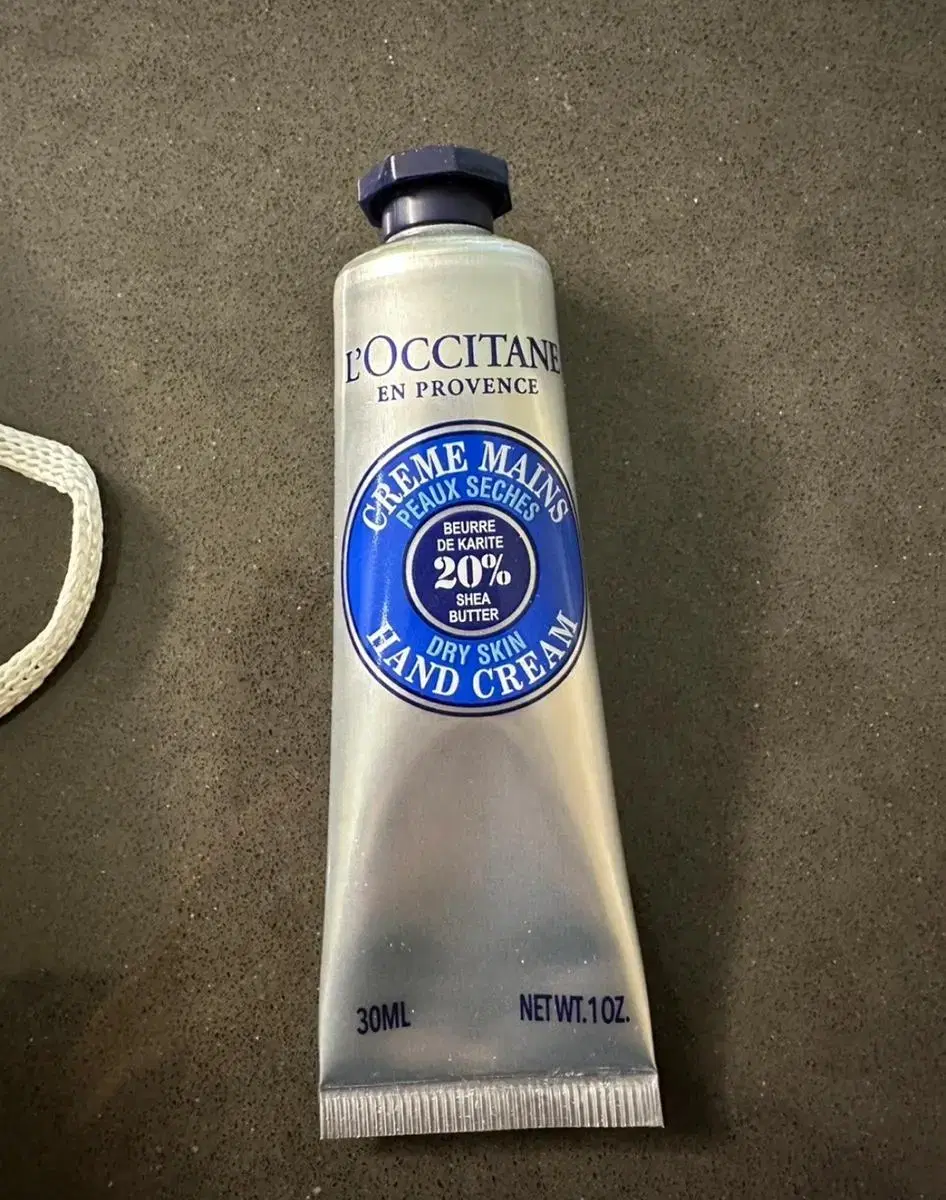 L'OCCITANE
EN PROVENCE
CREME MAINS
PEAUX SECHES
BEURRE
DE KARITE
20%
SHEA
BUTTER
DRY SKIN
HAND CREAM
30ML NET WT. 1 OZ.